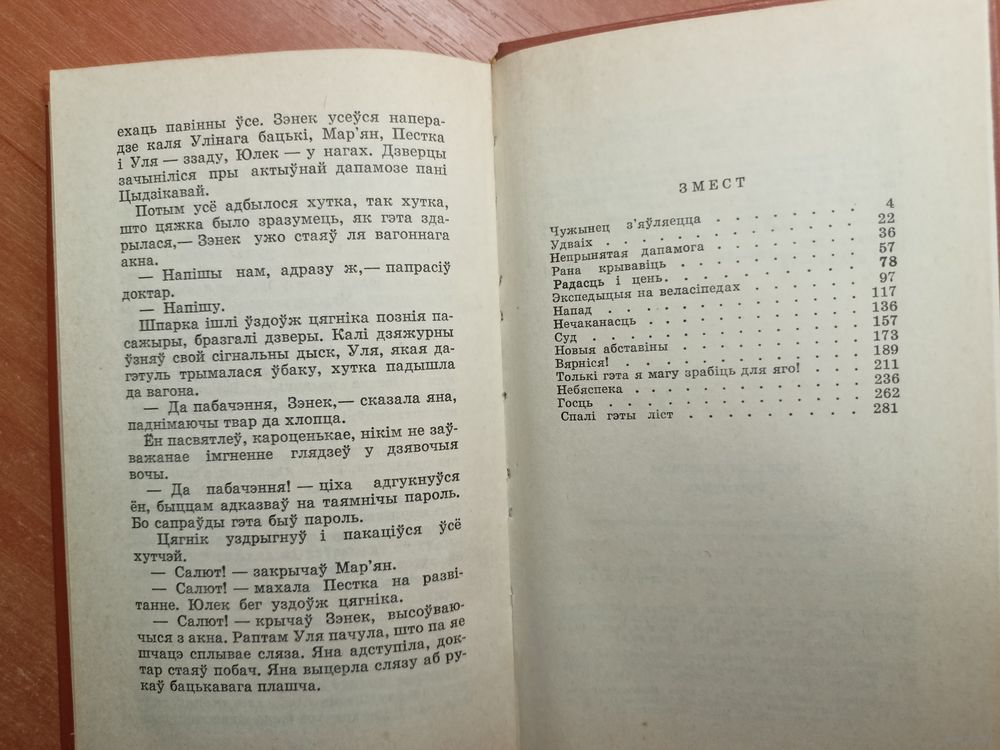 ехаць павінны ўсе. Зэнек усеўся напера-
дзе каля Улінага бацькі, Мар’ян, Пестка
і Уля — ззаду, Юлек — у нагах. Дзверцы
зачыніліся пры актыўнай дапамозе пані
Цыдзікавай.
Потым усё адбылося хутка, так хутка,
што цяжка было зразумець, як гэта зда-
рылася,— Зэнек ужо стаяў ля вагоннага
акна.
— Напішы нам, адразу ж,— папрасіў
доктар.
— Напішу.
Шпарка ішлі ўздоўж цягніка познія па-
сажыры, бразгалі дзверы. Калі дзяжурны
ўзняў свой сігнальны дыск, Уля, якая да-
гэтуль трымалася ўбаку, хутка падышла
да вагона.
— Да пабачэння, Зэнек,— сказала яна,
паднімаючы твар да хлопца.
Ён пасвятлеў, кароценькае, нікім не заў-
важанае імгненне глядзеў у дзявочыя
вочы.
— Да пабачэння! — ціха адгукнуўся
ён, быццам адказваў на таямнічы пароль.
Бо сапраўды гэта быў пароль.
Цягнік уздрыгнуў і пакаціўся ўсё
хутчэй.
— Салют! — закрычаў Мар’ян.
— Салют! — махала Пестка на разві-
танне. Юлек бег уздоўж цягніка.
— Салют! — крычаў Зэнек, высоўваю-
чыся з акна. Раптам Уля пачула, што па яе
шчацэ сплывае сляза. Яна адступіла, док-
тар стаяў побач. Яна выцерла слязу аб ру-
каў бацькавага плашча.
ЗМЕСТ
Чужынец з’яўляецца . . . . . . . 4
Удваіх . . . . . . . . . . . 22
Непрынятая дапамога . . . . . . . 36
Рана крывавіць . . . . . . . . 57
Радасць і цень. . . . . . . . . 78
Экспедыцыя на веласіпедах . . . . . 97
Напад . . . . . . . . . . . 117
Нечаканасць . . . . . . . . . 136
Суд . . . . . . . . . . . . 157
Новыя абставіны . . . . . . . . 173
Вярніся! . . . . . . . . . . 189
Толькі гэта я магу зрабіць для яго! . . . 211
Небяспека . . . . . . . . . . 236
Госць . . . . . . . . . . . 262
Спалі гэты ліст . . . . . . . . 281